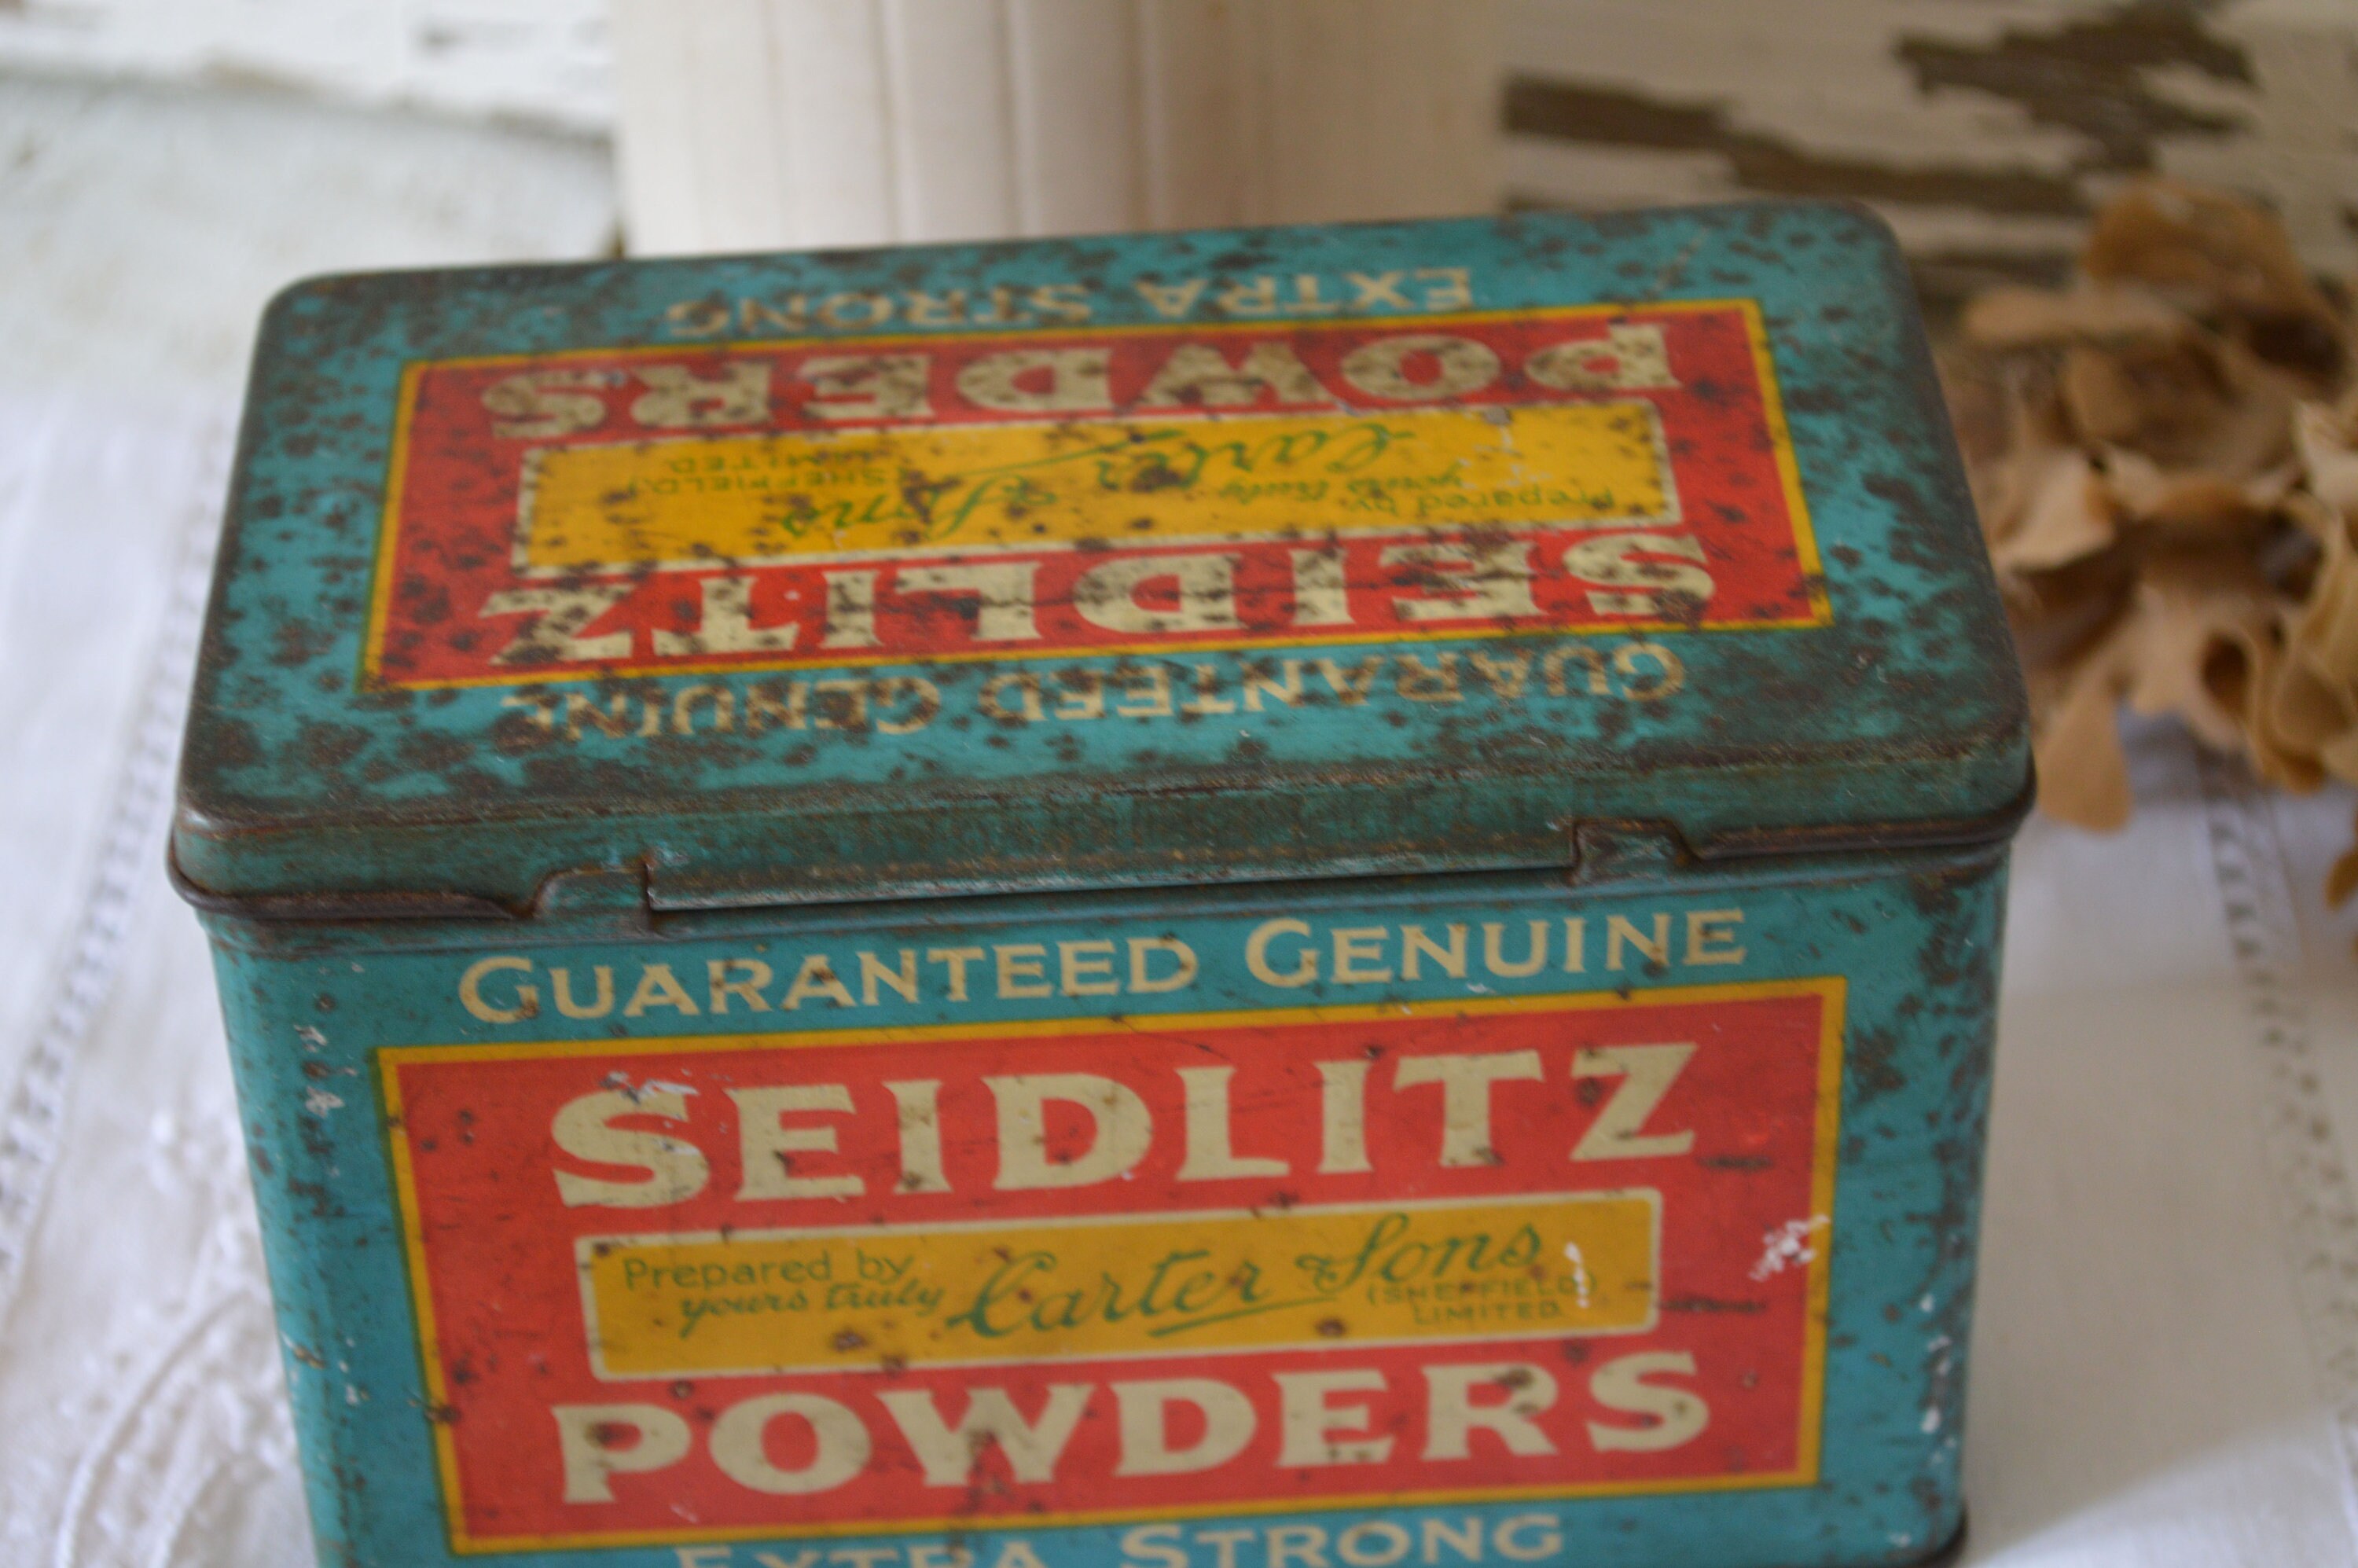 EXTRA STRONG
POWDERS
Prepared by
yours truly
Carter & Sons
(SHEFFIELD)
LIMITED
SEIDLITZ
GUARANTEED GENUINE
GUARANTEED GENUINE
SEIDLITZ
Prepared by
yours truly
Carter & Sons
(SHEFFIELD)
LIMITED
POWDERS
EXTRA STRONG